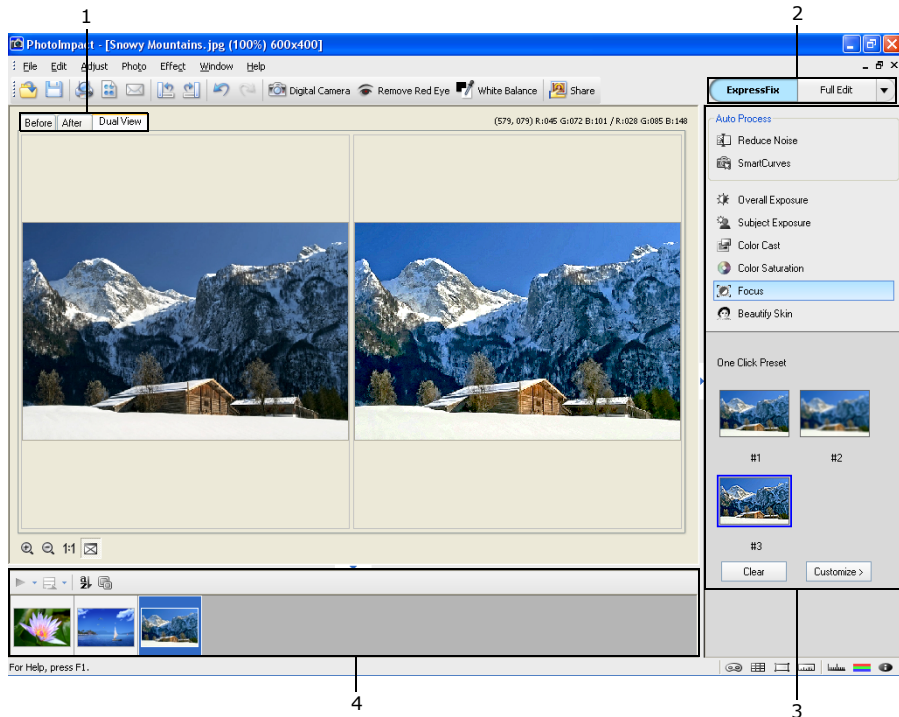 1
2
PhotoImpact - [Snowy Mountains.jpg (100%) 600x400]
File Edit Adjust Photo Effect Window Help
Digital Camera Remove Red Eye White Balance Share
ExpressFix Full Edit
Before After Dual View
(579, 079) R:045 G:072 B:101 / R:028 G:085 B:148
Auto Process
Reduce Noise
SmartCurves
Overall Exposure
Subject Exposure
Color Cast
Color Saturation
Focus
Beautify Skin
One Click Preset
#1 #2
#3
Clear Customize >
1:1
For Help, press F1.
4
3